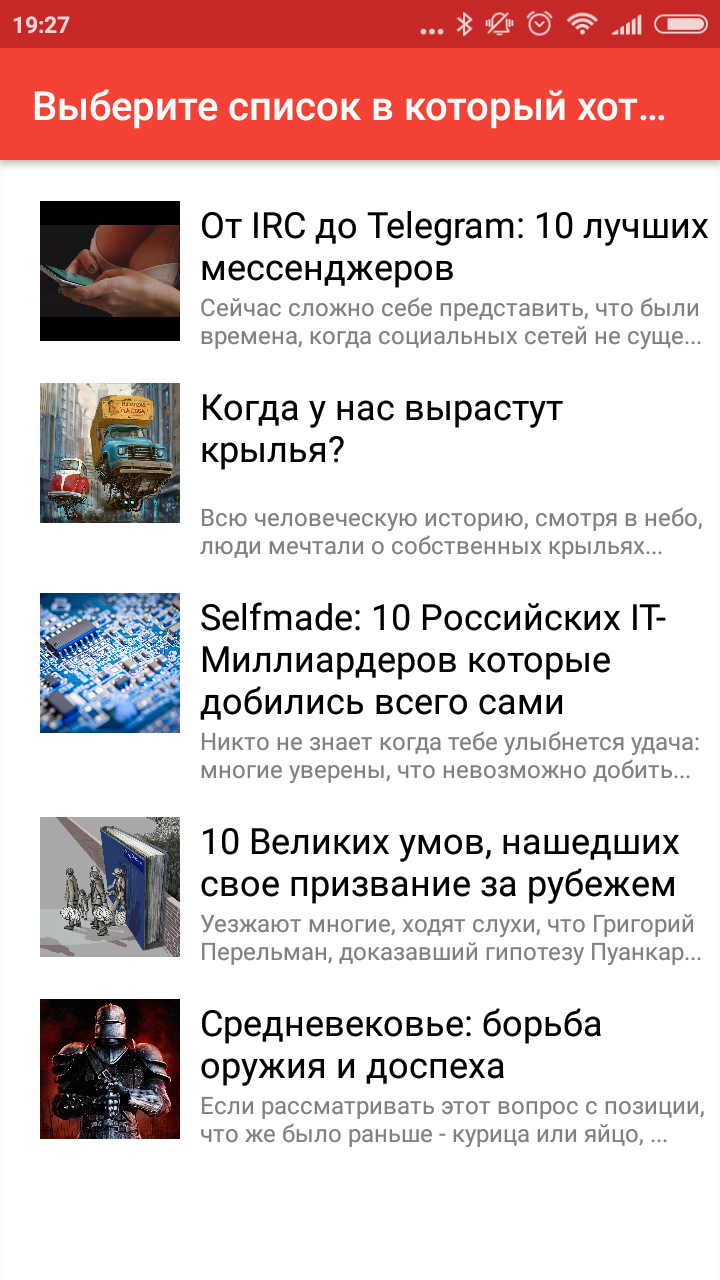 19:27
Выберите список в который хот...
От IRC до Telegram: 10 лучших
мессенджеров
Сейчас сложно себе представить, что были
времена, когда социальных сетей не суще...
Когда у нас вырастут
крылья?
Всю человеческую историю, смотря в небо,
люди мечтали о собственных крыльях...
Selfmade: 10 Российских IT-
Миллиардеров которые
добились всего сами
Никто не знает когда тебе улыбнется удача:
многие уверены, что невозможно добить...
10 Великих умов, нашедших
свое призвание за рубежем
Уезжают многие, ходят слухи, что Григорий
Перельман, доказавший гипотезу Пуанкар...
Средневековье: борьба
оружия и доспеха
Если рассматривать этот вопрос с позиции,
что же было раньше - курица или яйцо, ...